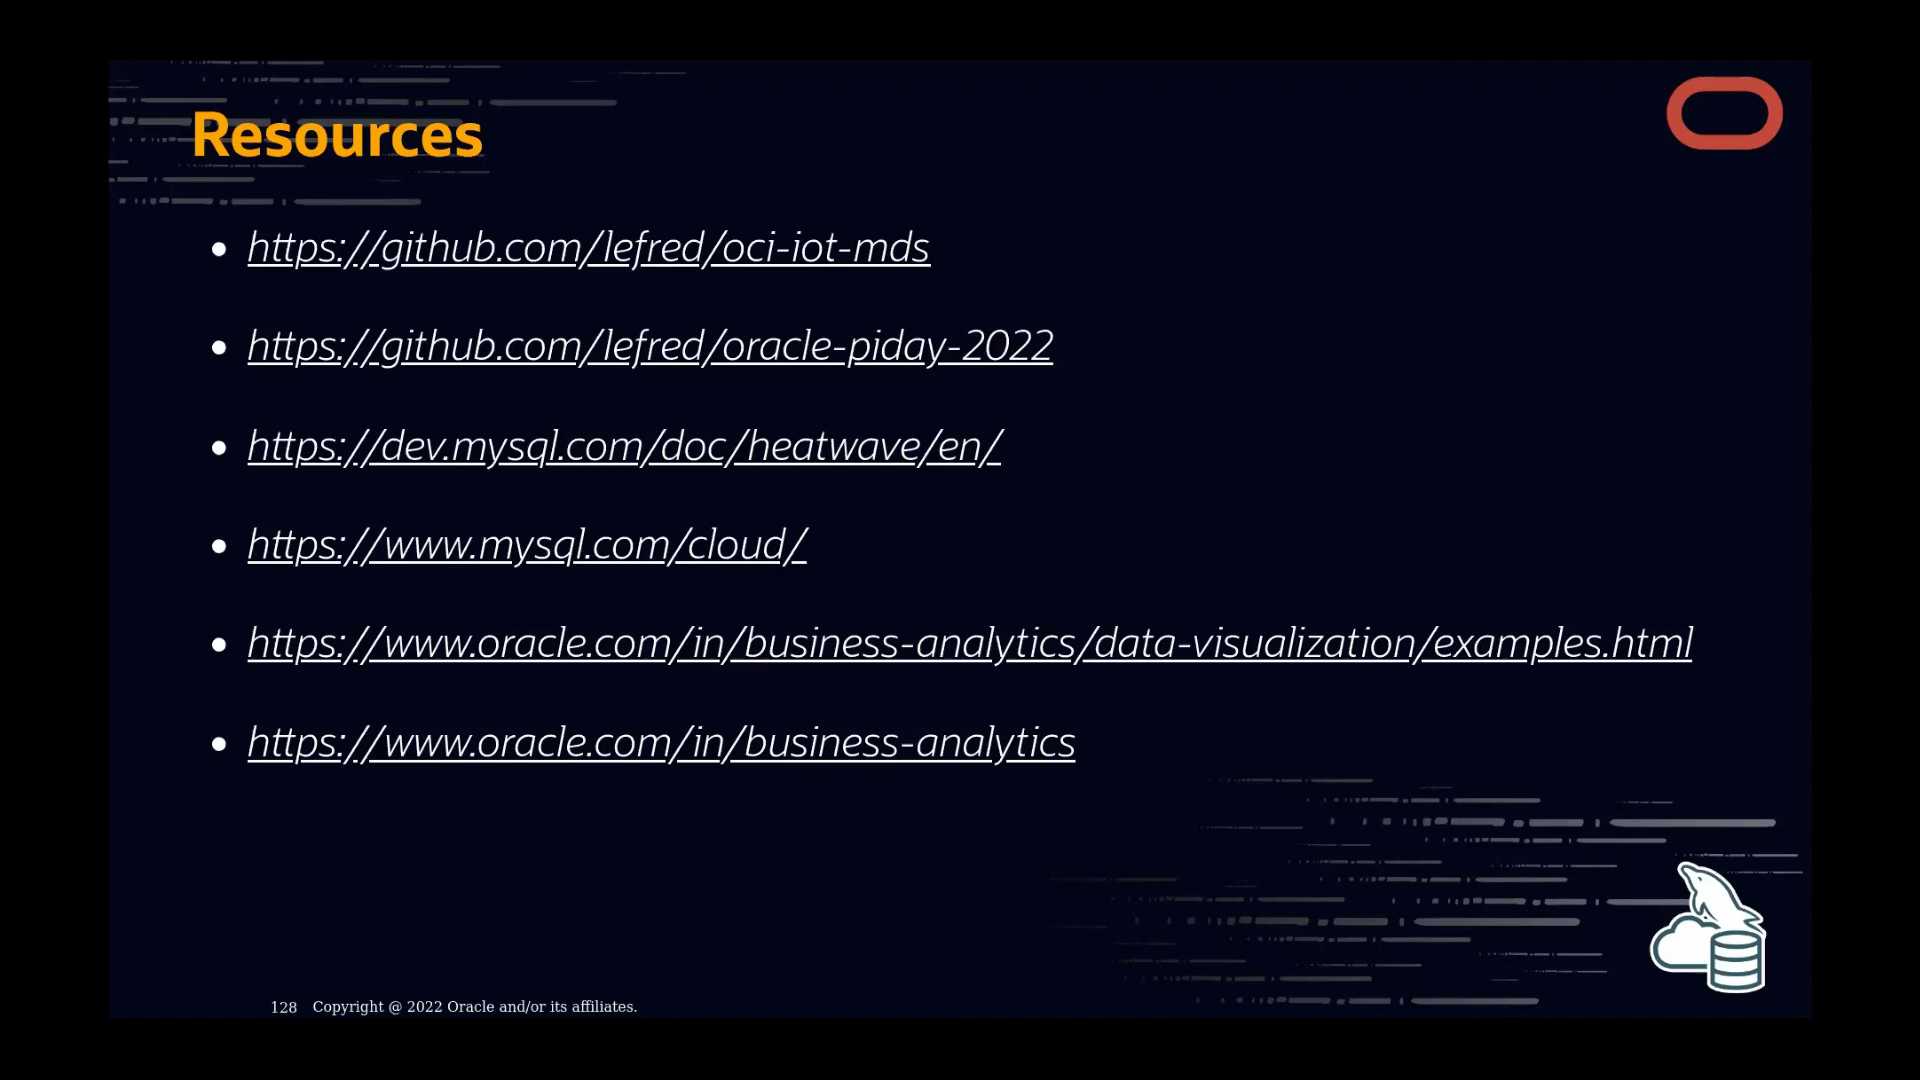 Resources
https://github.com/lefred/oci-iot-mds
https://github.com/lefred/oracle-piday-2022
https://dev.mysql.com/doc/heatwave/en/
https://www.mysql.com/cloud/
https://www.oracle.com/in/business-analytics/data-visualization/examples.html
https://www.oracle.com/in/business-analytics
128 Copyright @ 2022 Oracle and/or its affiliates.